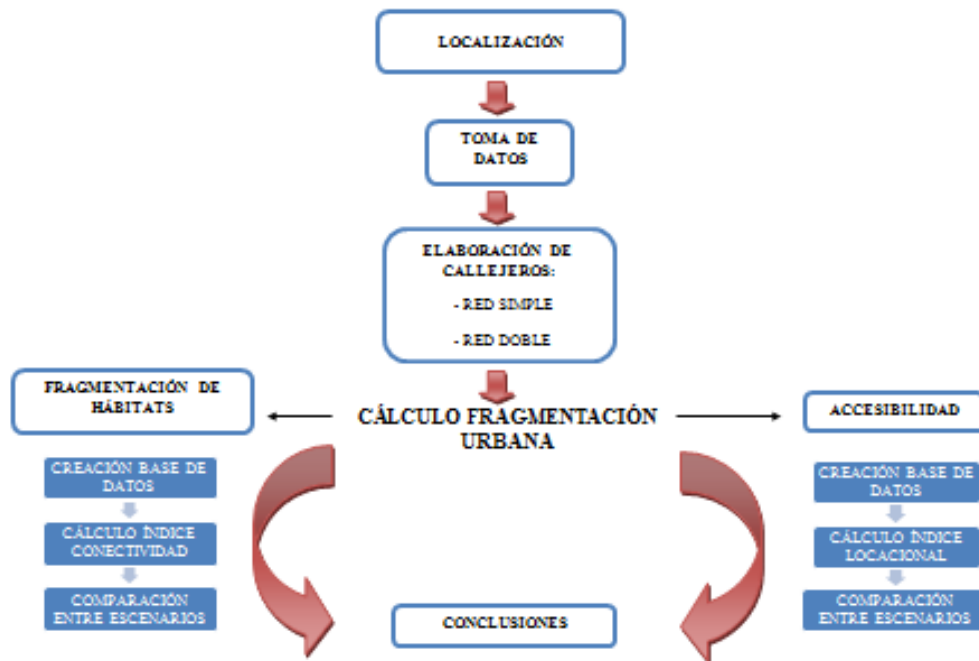 LOCALIZACIÓN
TOMA DE
DATOS
ELABORACIÓN DE
CALLEJEROS:
- RED SIMPLE
- RED DOBLE
FRAGMENTACIÓN DE
HÁBITATS
CÁLCULO FRAGMENTACIÓN
URBANA
ACCESIBILIDAD
CREACIÓN BASE DE
DATOS
CÁLCULO ÍNDICE
CONECTIVIDAD
COMPARACIÓN
ENTRE ESCENARIOS
CREACIÓN BASE DE
DATOS
CÁLCULO ÍNDICE
LOCACIONAL
COMPARACIÓN
ENTRE ESCENARIOS
CONCLUSIONES